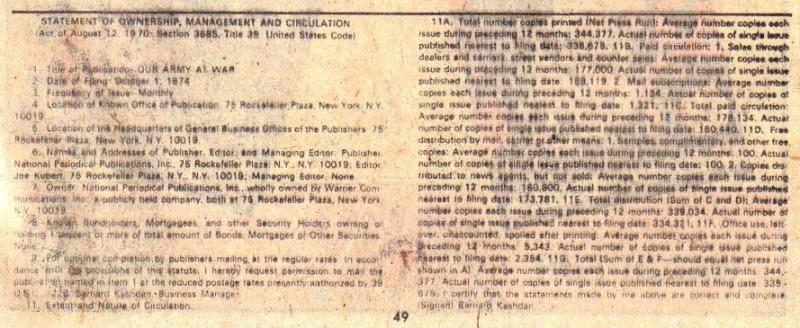 STATEMENT OF OWNERSHIP, MANAGEMENT AND CIRCULATION
(Act of August 12, 1970: Section 3685, Title 39 United States Code)
1. Title of Publication: OUR ARMY AT WAR
2. Date of Filing: October 1, 1974
3. Frequency of Issue: Monthly
4. Location of Known Office of Publication: 75 Rockefeller Plaza, New York, N.Y.
10019
5. Location of the Headquarters of General Business Offices of the Publishers: 75
Rockefeller Plaza, New York, N.Y. 10019
6. Names and Addresses of Publisher, Editor, and Managing Editor: Publisher,
National Periodical Publications, Inc., 75 Rockefeller Plaza, N.Y., N.Y. 10019; Editor,
Joe Kubert, 75 Rockefeller Plaza, N.Y., N.Y. 10019; Managing Editor, None
7. Owner: National Periodical Publications, Inc., wholly owned by Warner Com-
munications, Inc. a publicly held company, both at 75 Rockefeller Plaza, New York
N.Y. 10019
8. Known Bondholders, Mortgagees, and other Security Holders owning or
holding 1 percent or more of total amount of Bonds, Mortgages of Other Securities:
None
9. For optional completion by publishers mailing at the regular rates. In accor-
dance with the provisions of this statute, I hereby request permission to mail the
publication named in item 1 at the reduced postage rates presently authorized by 39
U.S. Bernard Kashdan, Business Manager
11. Extent and Nature of Circulation
11A. Total number copies printed (Net Press Run): Average number copies each
issue during preceding 12 months: 344,377. Actual number of copies of single issue
published nearest to filing date: 338,678. 11B. Paid circulation: 1. Sales through
dealers and carriers, street vendors and counter sales: Average number copies each
issue during preceding 12 months: 177,000. Actual number of copies of single issue
published nearest to filing date: 159,119. 2. Mail subscriptions: Average number
copies each issue during preceding 12 months: 1,134. Actual number of copies of
single issue published nearest to filing date: 1,321. 11C. Total paid circulation:
Average number copies each issue during preceding 12 months: 178,134. Actual
number of copies of single issue published nearest to filing date: 160,440. 11D. Free
distribution by mail, carrier or other means: 1. Samples, complimentary, and other free
copies: Average number copies each issue during preceding 12 months: 100. Actual
number of copies of single issue published nearest to filing date: 100. 2. Copies dis-
tributed to news agents, but not sold: Average number copies each issue during
preceding 12 months: 160,800. Actual number of copies of single issue published
nearest to filing date: 173,781. 11E. Total distribution (Sum of C and D): Average
number copies each issue during preceding 12 months: 339,034. Actual number of
copies of single issue published nearest to filing date: 334,321. 11F. Office use, left-
over, unaccounted, spoiled after printing: Average number copies each issue during
preceding 12 months: 5,343. Actual number of copies of single issue published
nearest to filing date: 2,354. 11G. Total (Sum of E & F—should equal net press run
shown in A): Average number copies each issue during preceding 12 months: 344,-
377. Actual number of copies of single issue published nearest to filing date: 338,-
678. I certify that the statements made by me above are correct and complete.
(Signed) Bernard Kashdan
49